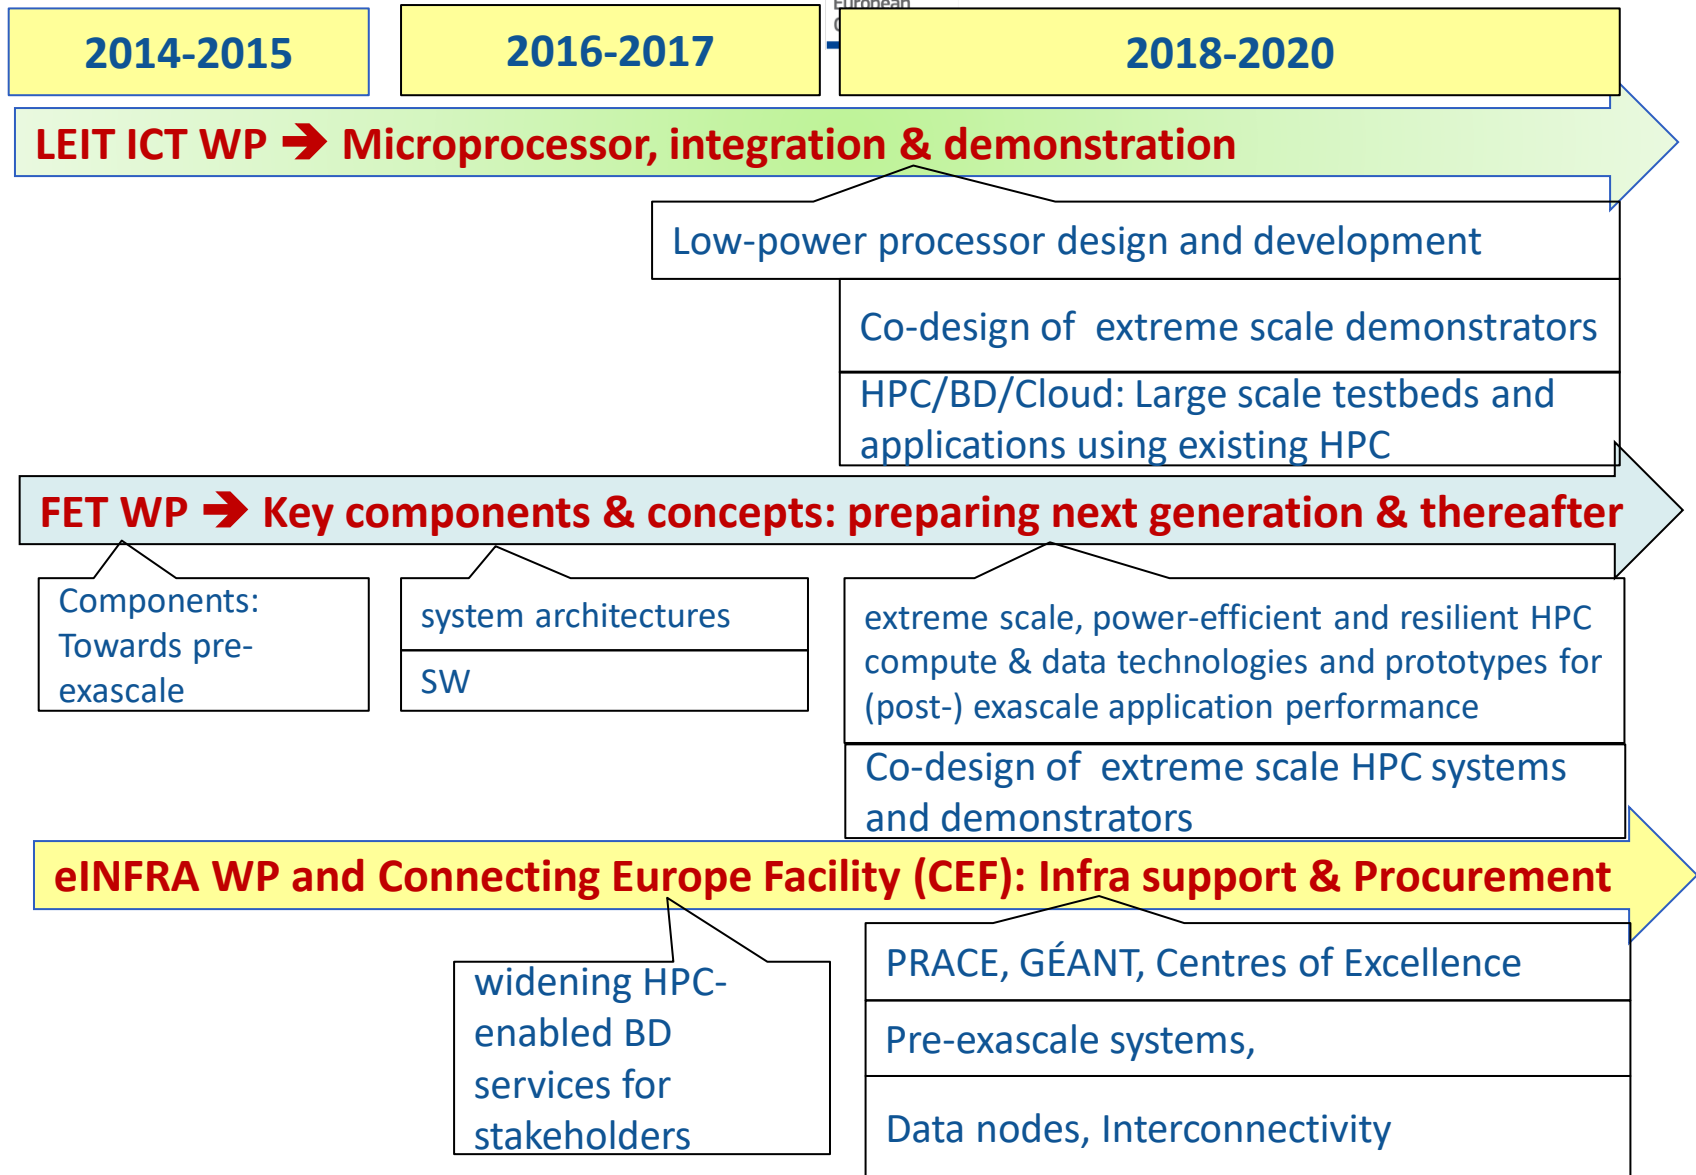 European
2014-2015
2016-2017
2018-2020
LEIT ICT WP ➔ Microprocessor, integration & demonstration
Low-power processor design and development
Co-design of extreme scale demonstrators
HPC/BD/Cloud: Large scale testbeds and
applications using existing HPC
FET WP ➔ Key components & concepts: preparing next generation & thereafter
Components:
Towards pre-
exascale
system architectures
SW
extreme scale, power-efficient and resilient HPC
compute & data technologies and prototypes for
(post-) exascale application performance
Co-design of extreme scale HPC systems
and demonstrators
eINFRA WP and Connecting Europe Facility (CEF): Infra support & Procurement
widening HPC-
enabled BD
services for
stakeholders
PRACE, GÉANT, Centres of Excellence
Pre-exascale systems,
Data nodes, Interconnectivity